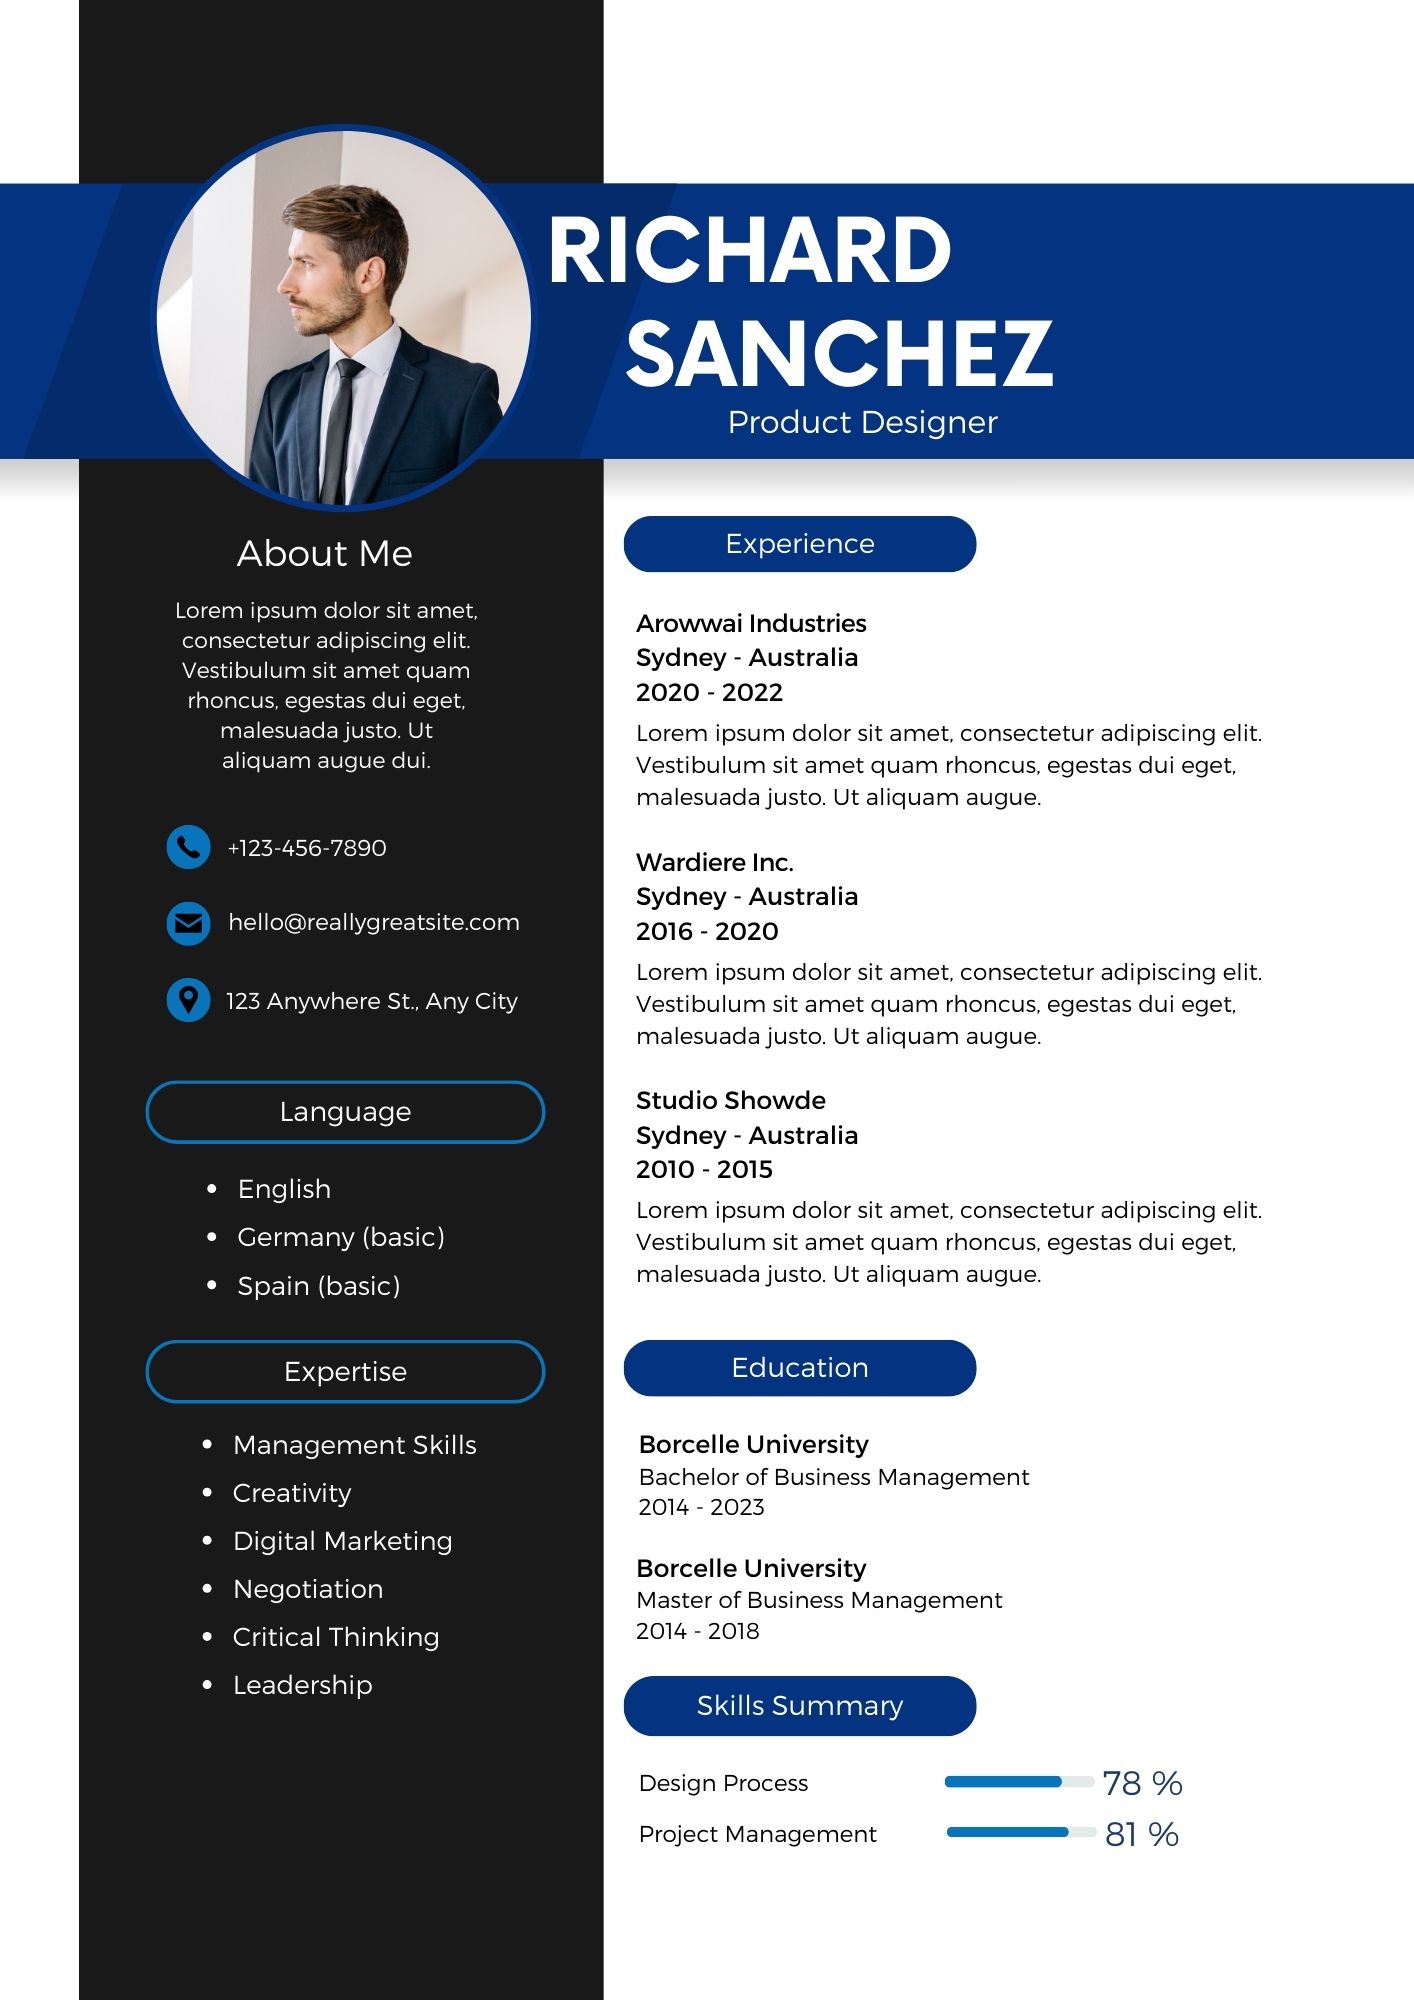 RICHARD
SANCHEZ
Product Designer
About Me
Lorem ipsum dolor sit amet,
consectetur adipiscing elit.
Vestibulum sit amet quam
rhoncus, egestas dui eget,
malesuada justo. Ut
aliquam augue dui.
+123-456-7890
hello@reallygreatsite.com
123 Anywhere St., Any City
Language
English
Germany (basic)
Spain (basic)
Expertise
Management Skills
Creativity
Digital Marketing
Negotiation
Critical Thinking
Leadership
Experience
Arowwai Industries
Sydney - Australia
2020 - 2022
Lorem ipsum dolor sit amet, consectetur adipiscing elit.
Vestibulum sit amet quam rhoncus, egestas dui eget,
malesuada justo. Ut aliquam augue.
Wardiere Inc.
Sydney - Australia
2016 - 2020
Lorem ipsum dolor sit amet, consectetur adipiscing elit.
Vestibulum sit amet quam rhoncus, egestas dui eget,
malesuada justo. Ut aliquam augue.
Studio Showde
Sydney - Australia
2010 - 2015
Lorem ipsum dolor sit amet, consectetur adipiscing elit.
Vestibulum sit amet quam rhoncus, egestas dui eget,
malesuada justo. Ut aliquam augue.
Education
Borcelle University
Bachelor of Business Management
2014 - 2023
Borcelle University
Master of Business Management
2014 - 2018
Skills Summary
Design Process 78 %
Project Management 81 %